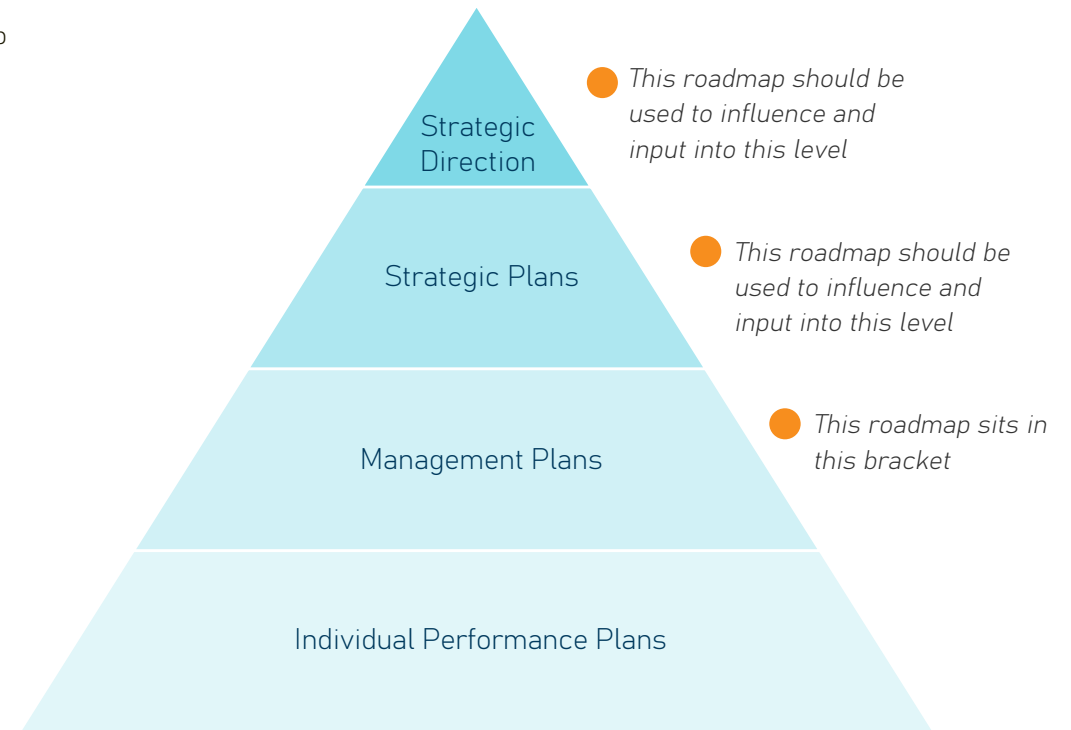 Strategic
Direction
This roadmap should be
used to influence and
input into this level
Strategic Plans
This roadmap should be
used to influence and
input into this level
Management Plans
This roadmap sits in
this bracket
Individual Performance Plans